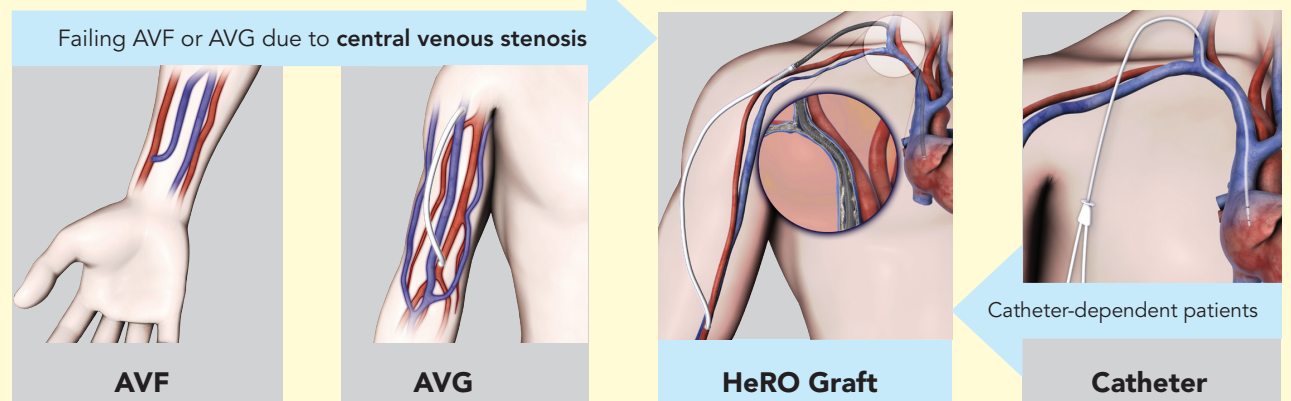 Failing AVF or AVG due to central venous stenosis
Catheter-dependent patients
AVF
AVG
HeRO Graft
Catheter